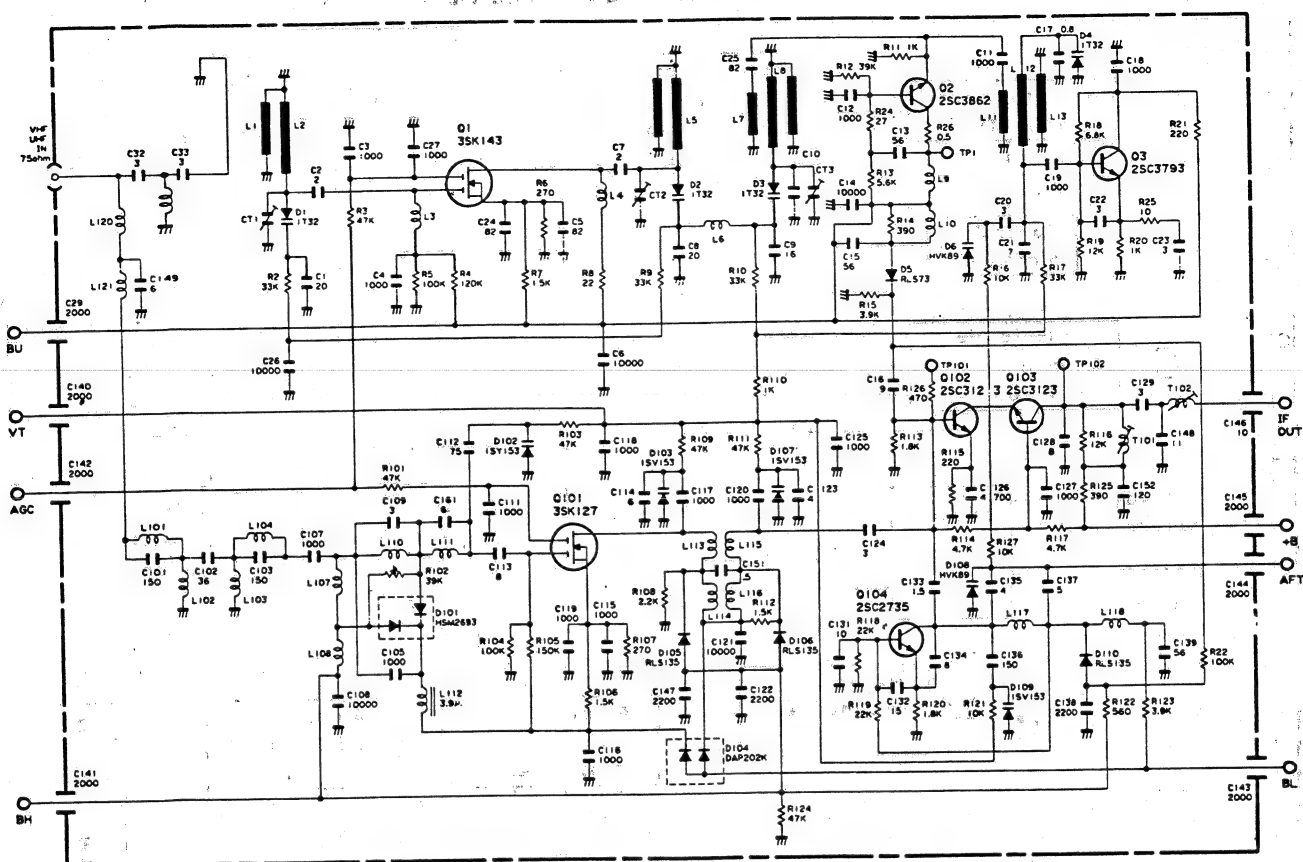 VHF
UHF
IN
75ohm
C32
3
C33
3
L1
L2
C2
2
C3
1000
C27
1000
Q1
3SK143
C7
2
L5
C25
82
L7
L8
R11 1K
R12 39K
C12
1000
Q2
2SC3862
C11
1000
L11
L12
C17 0.8
D4
1T32
C18
1000
L13
R24
27
C13
56
R26
0.5
TP1
R18
6.8K
Q3
2SC3793
R21
220
L120
CT1
D1
1T32
R3
47K
L3
R6
270
C24
82
C5
82
L4
CT2
D2
1T32
D3
1T32
C10
CT3
R13
5.6K
L9
C14
10000
C19
1000
R25
10
L6
R14
390
L10
C20
3
C22
3
L121
C149
6
R2
33K
C1
20
C4
1000
R5
100K
R4
120K
R7
1.5K
R8
22
R9
33K
C8
20
R10
33K
C9
16
C15
56
D5
RLS73
D6
HVK89
C21
7
R16
10K
R17
33K
R19
12K
R20
1K
C23
3
C29
2000
R15
3.9K
BU
C26
10000
C6
10000
C140
2000
R110
1K
C16
9
R126
470
TP101
Q102
2SC312 3
Q103
2SC3123
TP102
C129
3
T102
VT
C146
10
IF
OUT
C142
2000
C112
75
D102
1SY153
R103
47K
C118
1000
R109
47K
R111
47K
C125
1000
R113
1.8K
R115
220
C128
8
R116
12K
T101
C148
11
R101
47K
D103
1SV153
D107
1SV153
AGC
C109
3
C161
6
C111
1000
Q101
3SK127
C114
6
C117
1000
C120
1000
C123
4
C126
700
4
C127
1000
R125
390
C152
120
C145
2000
+B
L101
L104
C107
1000
L110
L111
C113
8
L113
L115
C124
3
R114
4.7K
R117
4.7K
R127
10K
C101
150
C102
36
C103
150
L102
L103
L107
R102
39K
C151
.5
AFT
C144
2000
D101
HSM2693
R108
2.2K
L116
L114
R112
1.5K
C133
1.5
D108
HVK89
C135
4
C137
5
Q104
2SC2735
C119
1000
C115
1000
C131
10
R118
22K
L117
L118
L108
C105
1000
R104
100K
R105
150K
R107
270
D105
RLS135
C121
10000
D106
RLS135
C134
8
C136
150
D110
RLS135
C139
56
R22
100K
C108
10000
L112
3.9μ
R106
1.5K
C147
2200
C122
2200
R119
22K
C132
15
R120
1.8K
R121
10K
D109
1SV153
C138
2200
R122
560
R123
3.9K
C116
1000
D104
DAP202K
C141
2000
BL
C143
2000
BH
R124
47K